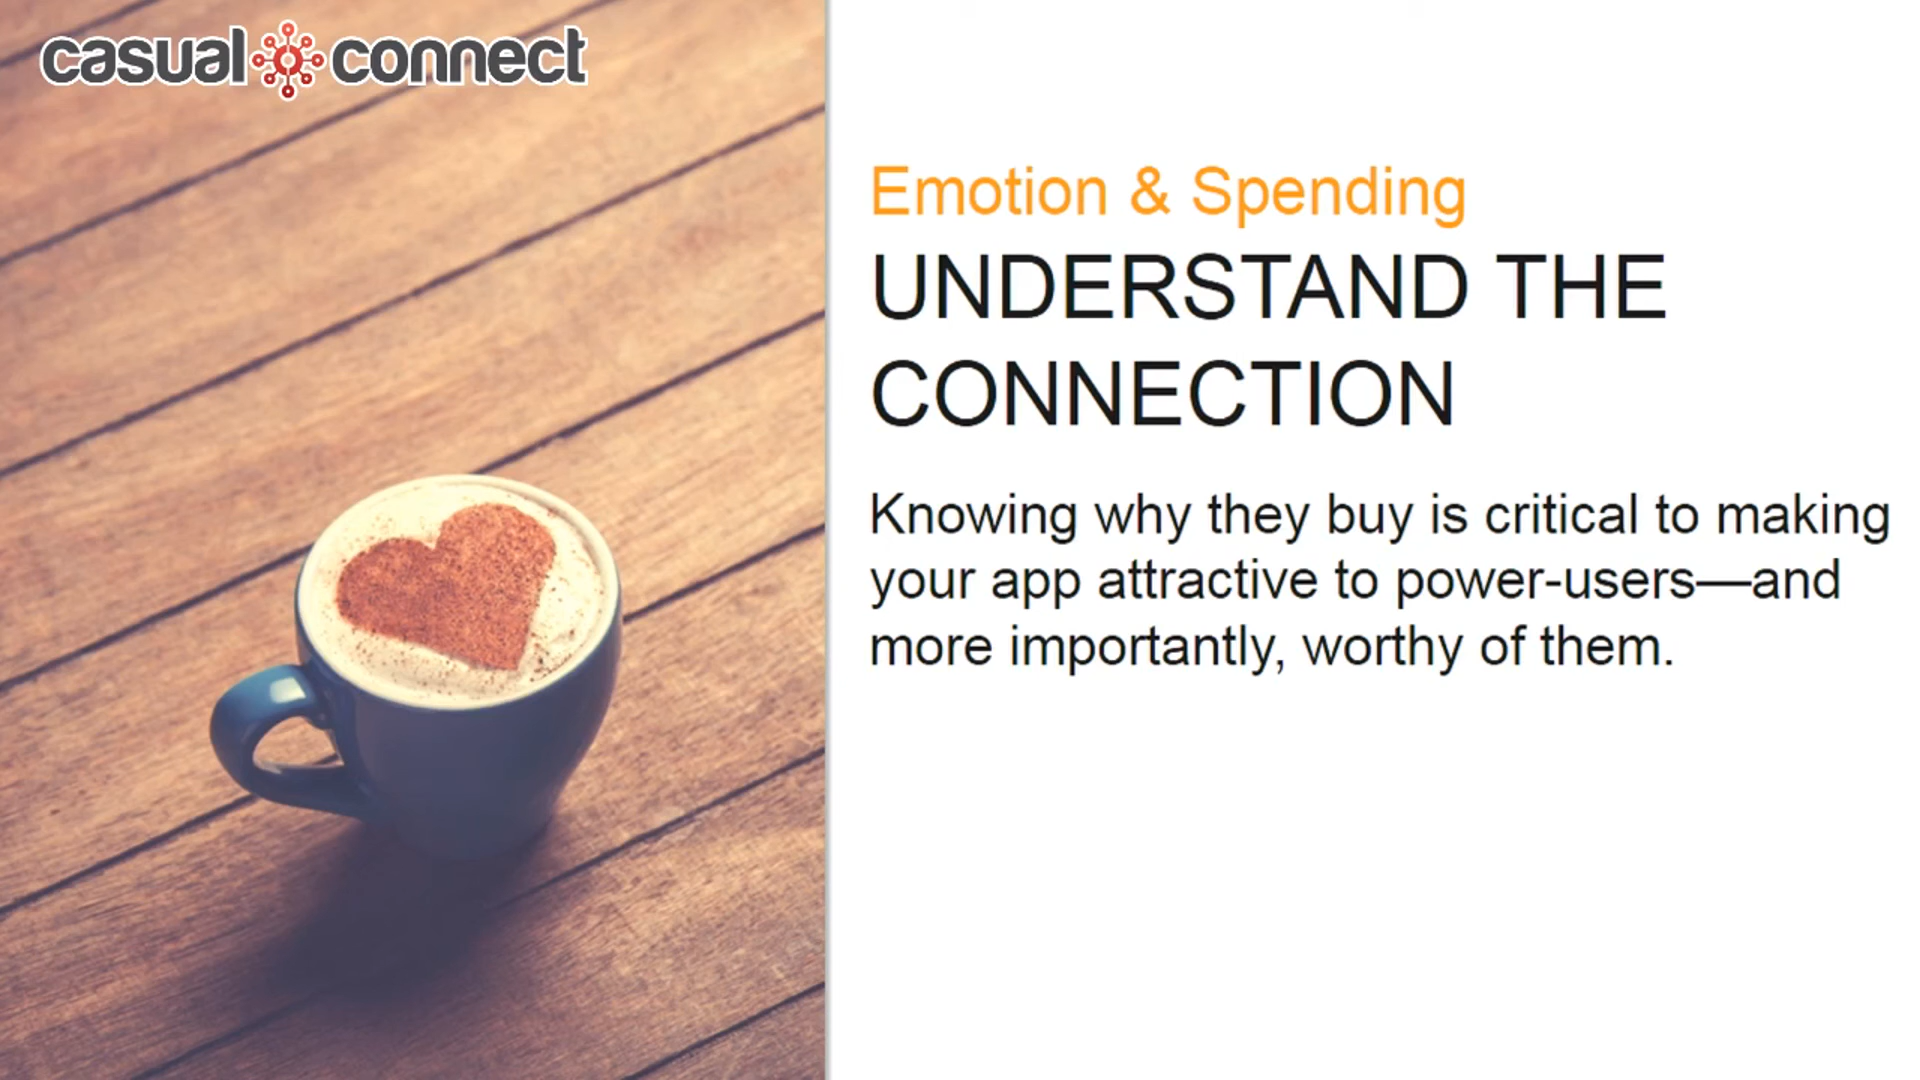 casual connect
Emotion & Spending
UNDERSTAND THE
CONNECTION
Knowing why they buy is critical to making
your app attractive to power-users—and
more importantly, worthy of them.